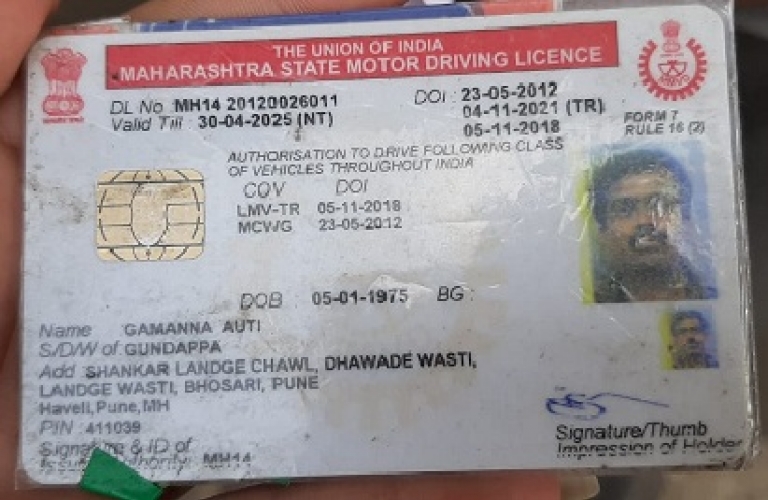 THE UNION OF INDIA
MAHARASHTRA STATE MOTOR DRIVING LICENCE
DL No MH14 20120026011 DOI : 23-05-2012
Valid Till : 30-04-2025 (NT) 04-11-2021 (TR)
05-11-2018
FORM 7
RULE 16 (2)
AUTHORISATION TO DRIVE FOLLOWING CLASS
OF VEHICLES THROUGHOUT INDIA
COV DOI
LMV-TR 05-11-2018
MCWG 23-05-2012
DOB : 05-01-1975 BG :
Name GAMANNA AUTI
S/D/W of GUNDAPPA
Add SHANKAR LANDGE CHAWL, DHAWADE WASTI,
LANDGE WASTI, BHOSARI, PUNE
Haveli,Pune,MH
PIN : 411039
Signature & ID of
Issuing Authority: MH14
Signature/Thumb
Impression of Holder